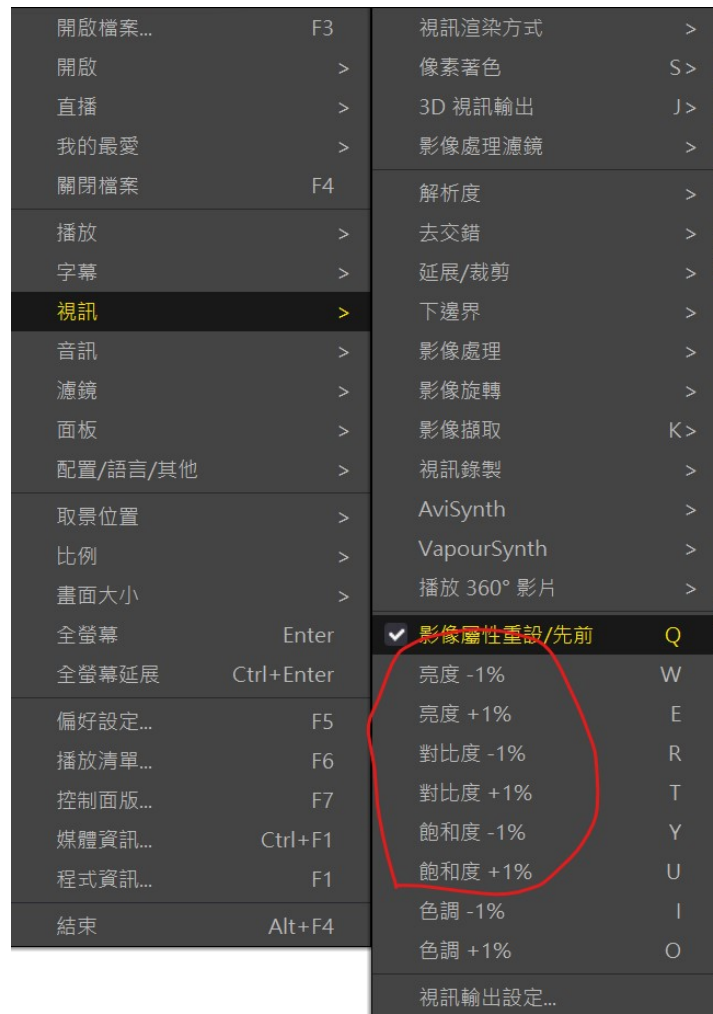 開啟檔案... F3
開啟 >
直播 >
我的最愛 >
關閉檔案 F4
播放 >
字幕 >
視訊 >
音訊 >
濾鏡 >
面板 >
配置/語言/其他 >
取景位置 >
比例 >
畫面大小 >
全螢幕 Enter
全螢幕延展 Ctrl+Enter
偏好設定... F5
播放清單... F6
控制面版... F7
媒體資訊... Ctrl+F1
程式資訊... F1
結束 Alt+F4
視訊渲染方式 >
像素著色 S>
3D 視訊輸出 J>
影像處理濾鏡 >
解析度 >
去交錯 >
延展/裁剪 >
下邊界 >
影像處理 >
影像旋轉 >
影像擷取 K>
視訊錄製 >
AviSynth >
VapourSynth >
播放 360° 影片 >
影像屬性重設/先前 Q
亮度 -1% W
亮度 +1% E
對比度 -1% R
對比度 +1% T
飽和度 -1% Y
飽和度 +1% U
色調 -1% I
色調 +1% O
視訊輸出設定...